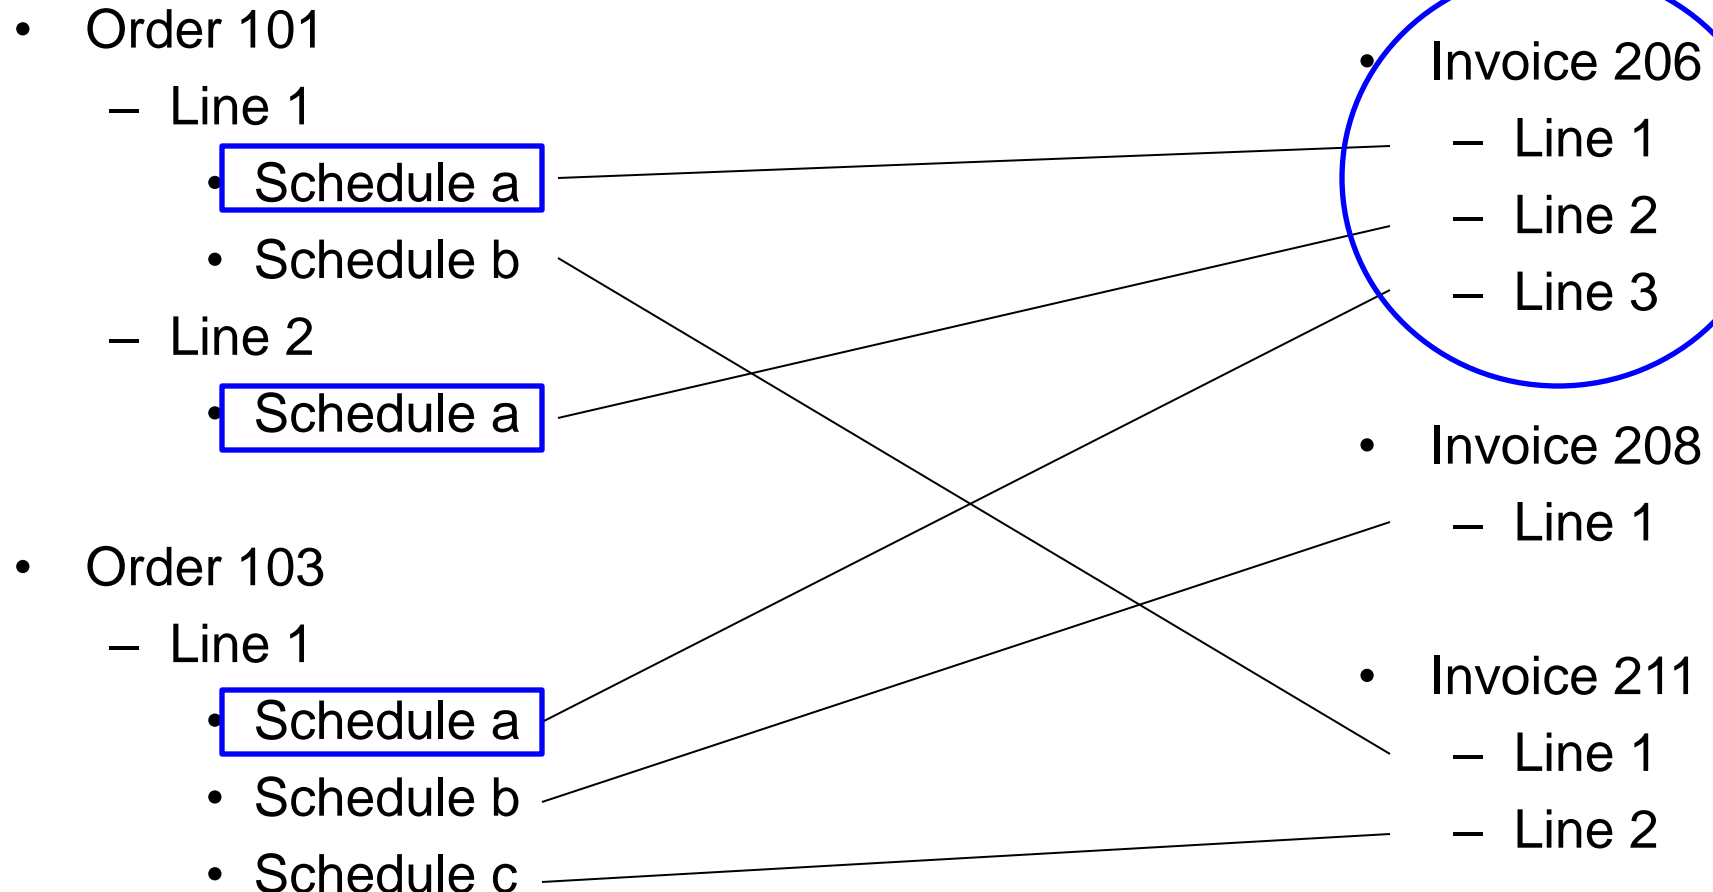 • Order 101
– Line 1
• Schedule a
• Schedule b
– Line 2
• Schedule a
• Order 103
– Line 1
• Schedule a
• Schedule b
• Schedule c
• Invoice 206
– Line 1
– Line 2
– Line 3
• Invoice 208
– Line 1
• Invoice 211
– Line 1
– Line 2